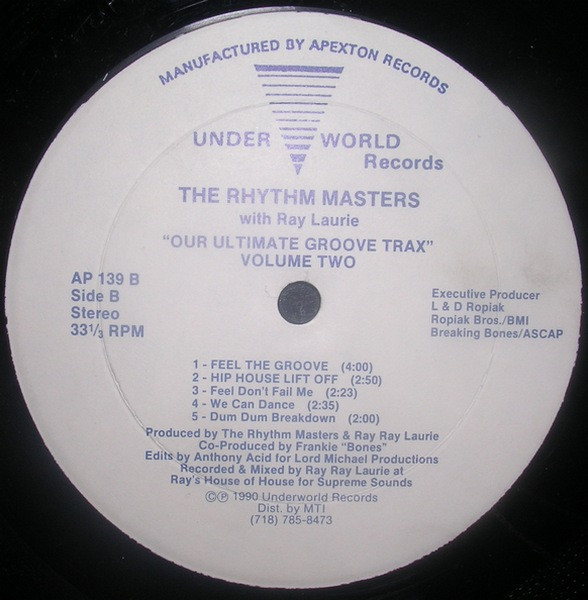 MANUFACTURED BY APEXTON RECORDS
UNDER WORLD
Records
THE RHYTHM MASTERS
with Ray Laurie
"OUR ULTIMATE GROOVE TRAX"
VOLUME TWO
AP 139 B
Side B
Stereo
33⅓ RPM
Executive Producer
L & D Ropiak
Ropiak Bros./BMI
Breaking Bones/ASCAP
1 - FEEL THE GROOVE (4:00)
2 - HIP HOUSE LIFT OFF (2:50)
3 - Feel Don't Fail Me (2:23)
4 - We Can Dance (2:35)
5 - Dum Dum Breakdown (2:00)
Produced by The Rhythm Masters & Ray Ray Laurie
Co-Produced by Frankie "Bones"
Edits by Anthony Acid for Lord Michael Productions
Recorded & Mixed by Ray Ray Laurie at
Ray's House of House for Supreme Sounds
©℗ 1990 Underworld Records
Dist. by MTI
(718) 785-8473